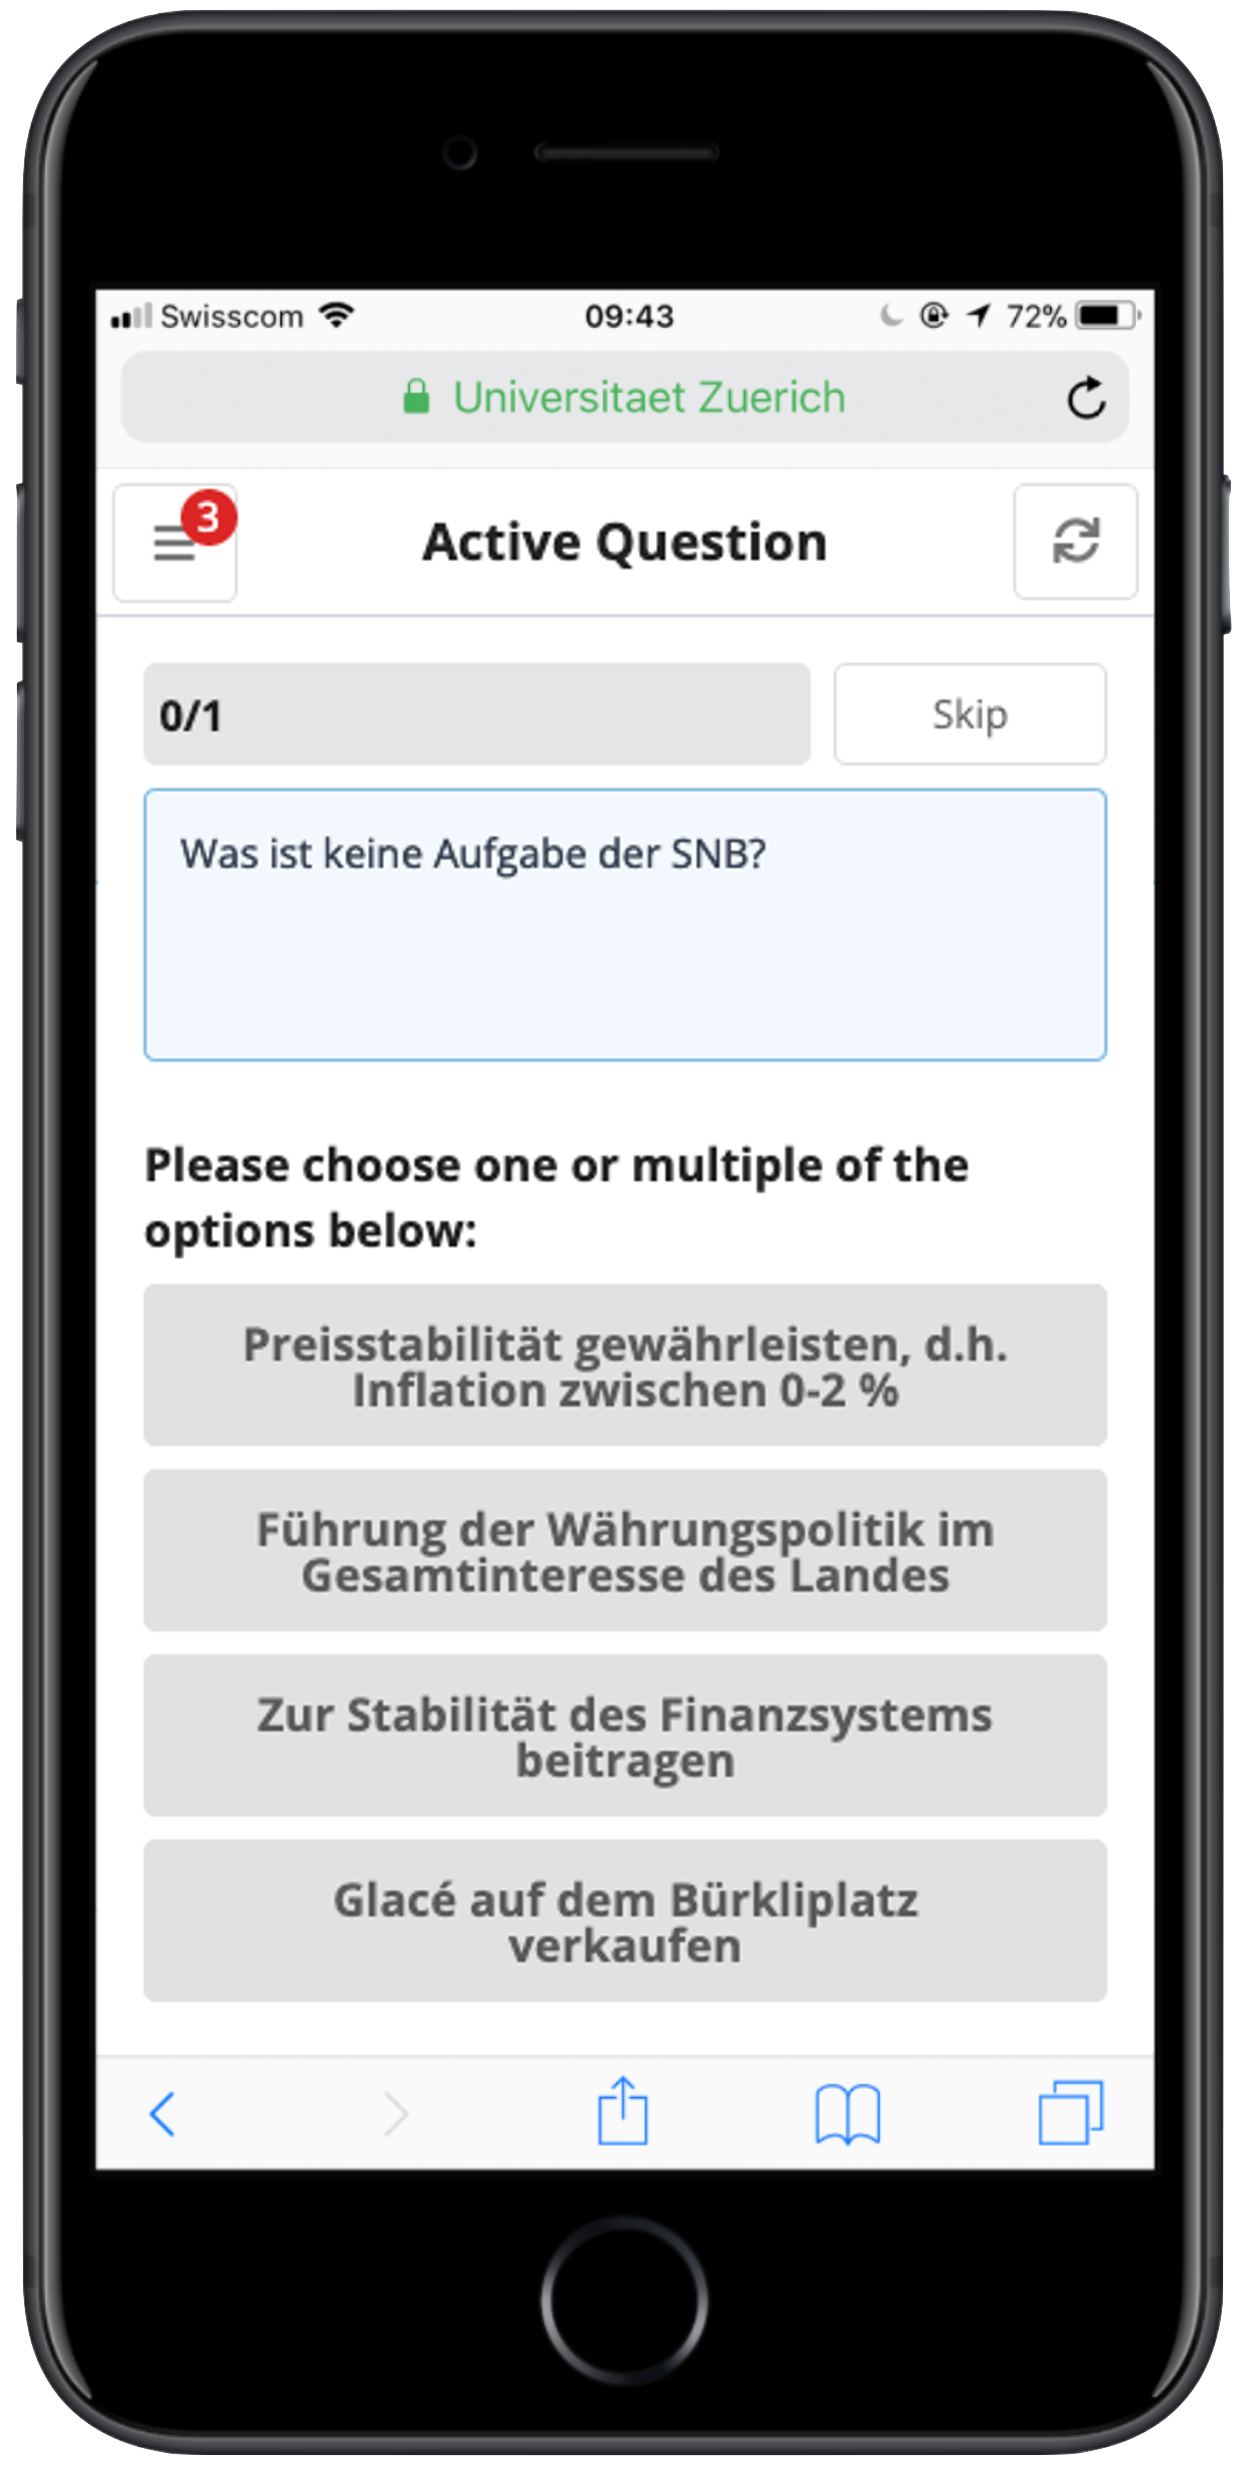 Swisscom 09:43 72%
Universitaet Zuerich
3
Active Question
0/1 Skip
Was ist keine Aufgabe der SNB?
Please choose one or multiple of the
options below:
Preisstabilität gewährleisten, d.h.
Inflation zwischen 0-2 %
Führung der Währungspolitik im
Gesamtinteresse des Landes
Zur Stabilität des Finanzsystems
beitragen
Glacé auf dem Bürkliplatz
verkaufen